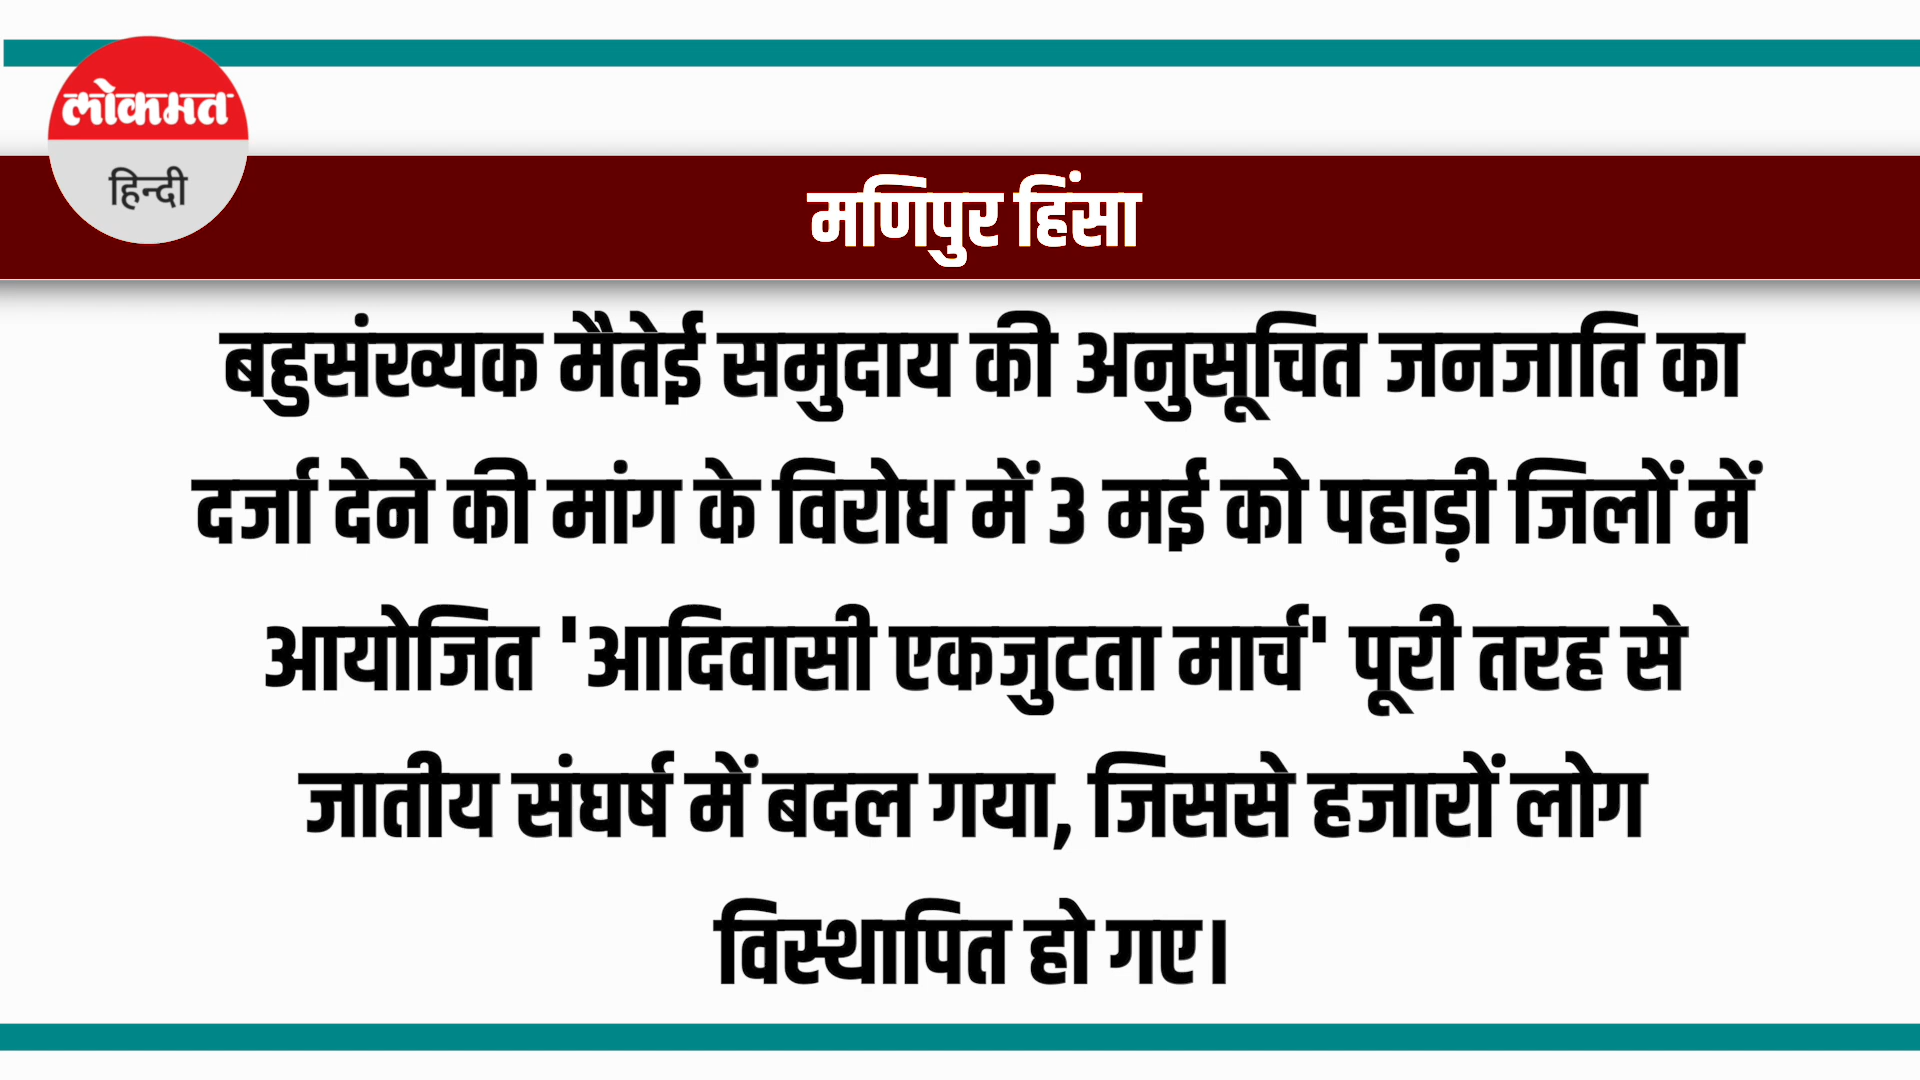 लोकमत
हिन्दी
मणिपुर हिंसा
बहुसंख्यक मैतेई समुदाय की अनुसूचित जनजाति का
दर्जा देने की मांग के विरोध में 3 मई को पहाड़ी जिलों में
आयोजित 'आदिवासी एकजुटता मार्च' पूरी तरह से
जातीय संघर्ष में बदल गया, जिससे हजारों लोग
विस्थापित हो गए।